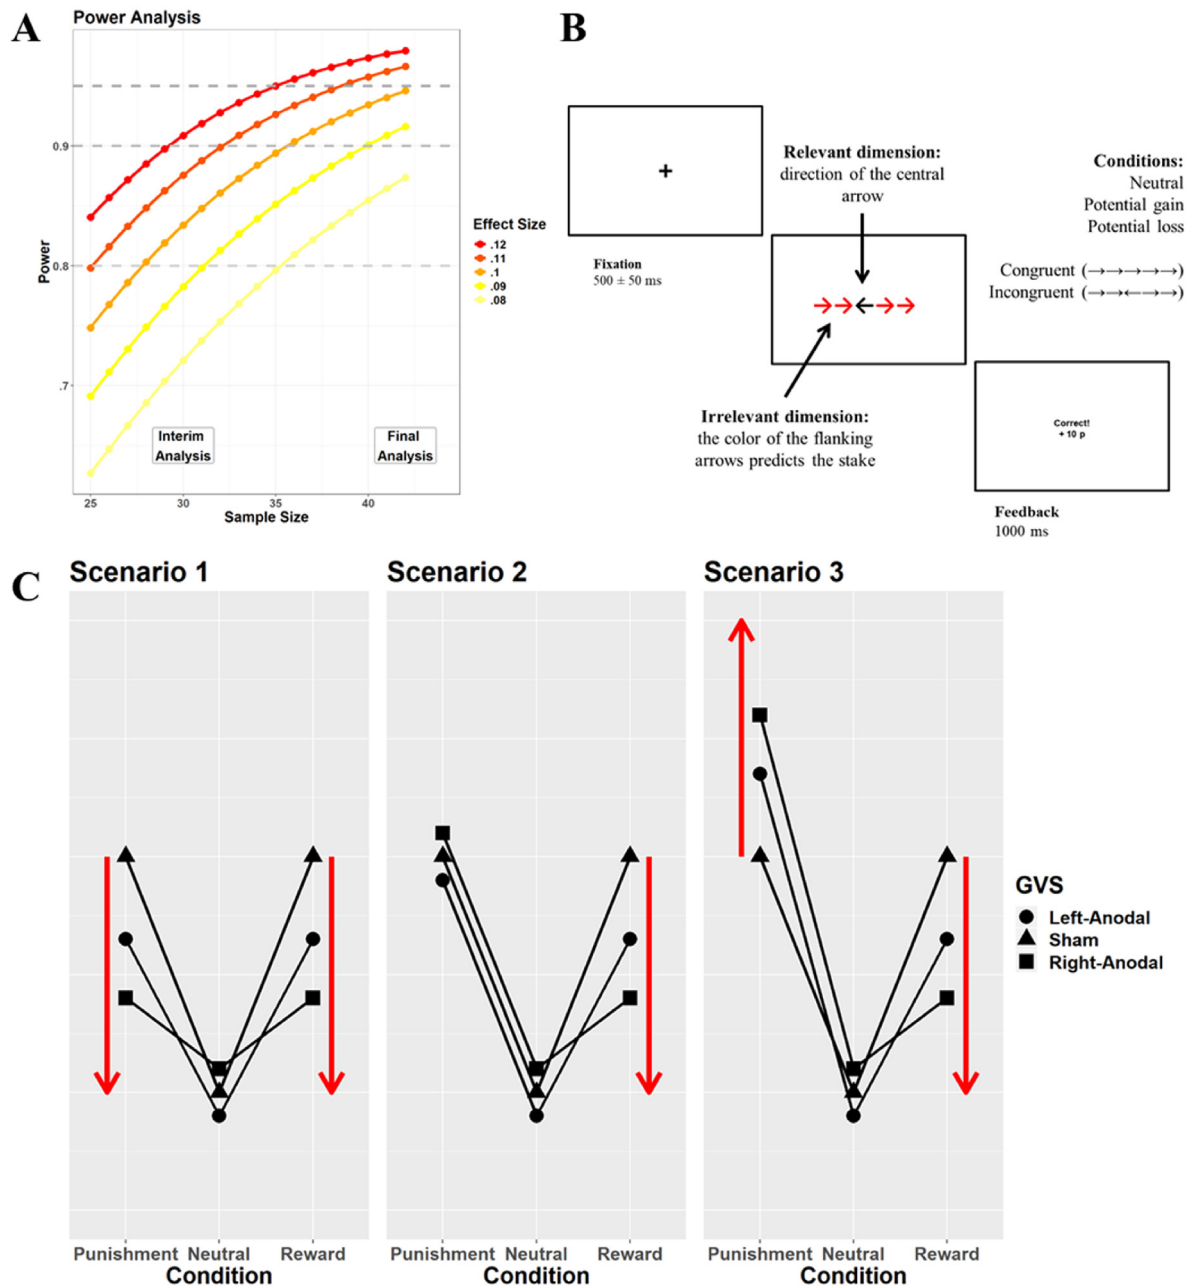 A
Power Analysis
Power
0.9
0.8
.7
Interim
Analysis
Final
Analysis
25
30
35
40
Sample Size
Effect Size
.12
.11
.1
.09
.08
B
+
Fixation
500 ± 50 ms
Relevant dimension:
direction of the central
arrow
→→←→→
Irrelevant dimension:
the color of the flanking
arrows predicts the stake
Conditions:
Neutral
Potential gain
Potential loss
Congruent (→→→→→)
Incongruent (→→←→→)
Correct!
+ 10 p
Feedback
1000 ms
C
Scenario 1
Scenario 2
Scenario 3
Punishment Neutral Reward
Condition
Punishment Neutral Reward
Condition
Punishment Neutral Reward
Condition
GVS
Left-Anodal
Sham
Right-Anodal